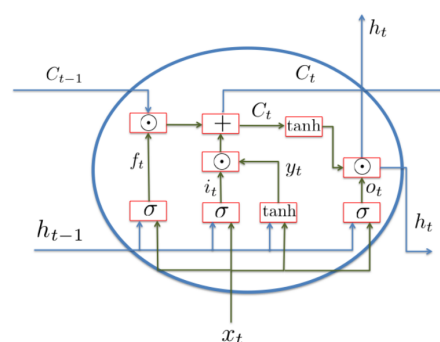 h_t
C_{t-1}
C_t
⊙ + C_t tanh
f_t ⊙ y_t ⊙
i_t o_t
σ σ tanh σ
h_{t-1} h_t
x_t